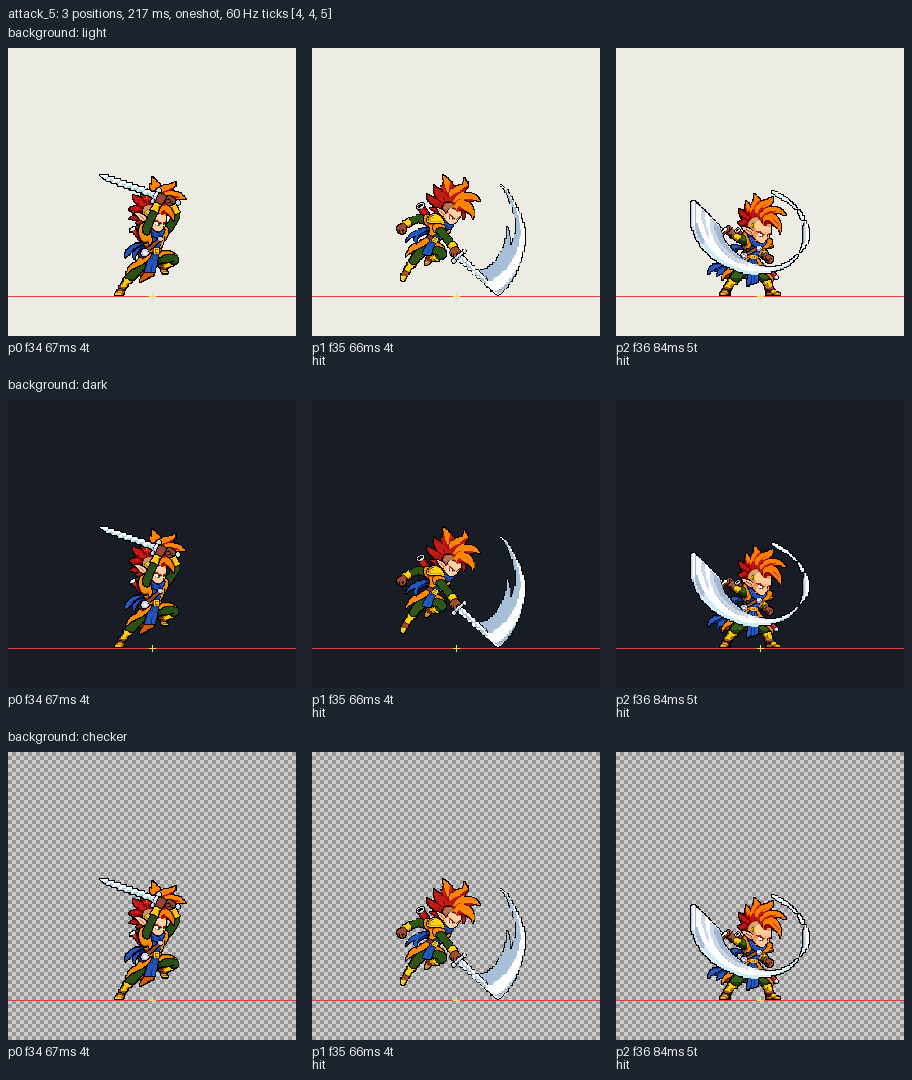 attack_5: 3 positions, 217 ms, oneshot, 60 Hz ticks [4, 4, 5]
background: light
p0 f34 67ms 4t
p1 f35 66ms 4t
hit
p2 f36 84ms 5t
hit
background: dark
p0 f34 67ms 4t
p1 f35 66ms 4t
hit
p2 f36 84ms 5t
hit
background: checker
p0 f34 67ms 4t
p1 f35 66ms 4t
hit
p2 f36 84ms 5t
hit